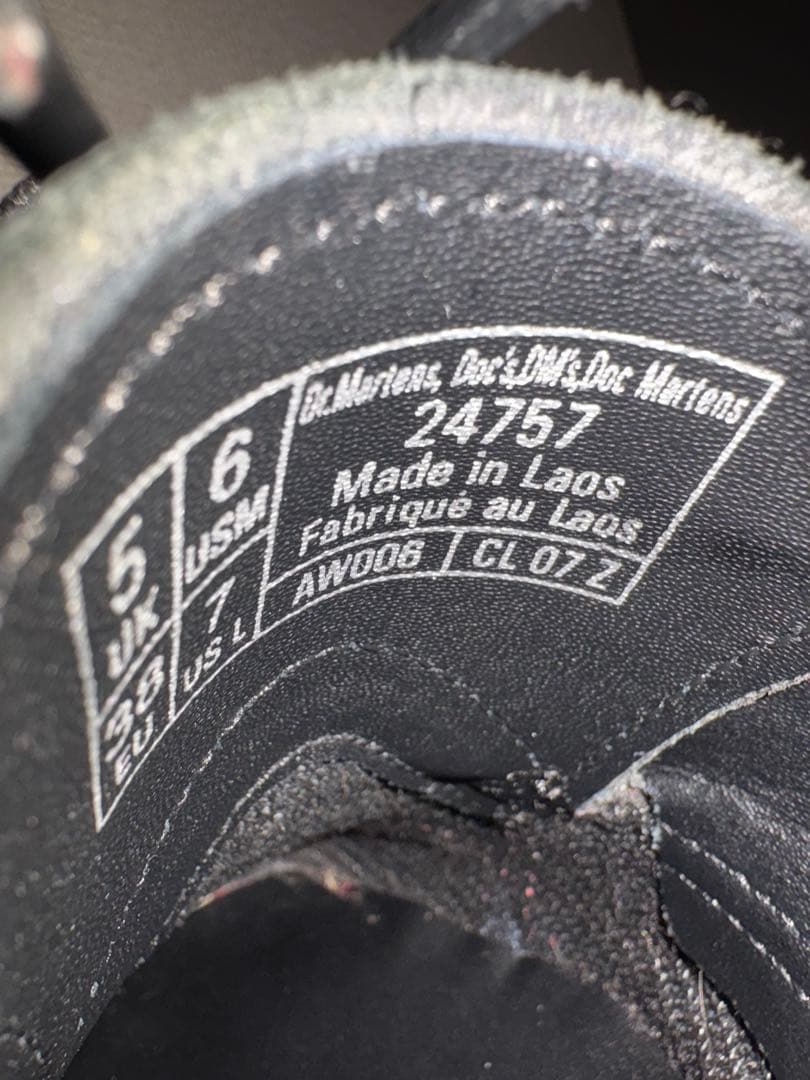 5
UK
38
EU
6
USM
7
US L
Dr.Martens, Doc's,DM's,Doc Martens
24757
Made in Laos
Fabriqué au Laos
AW006 / CL 07 Z